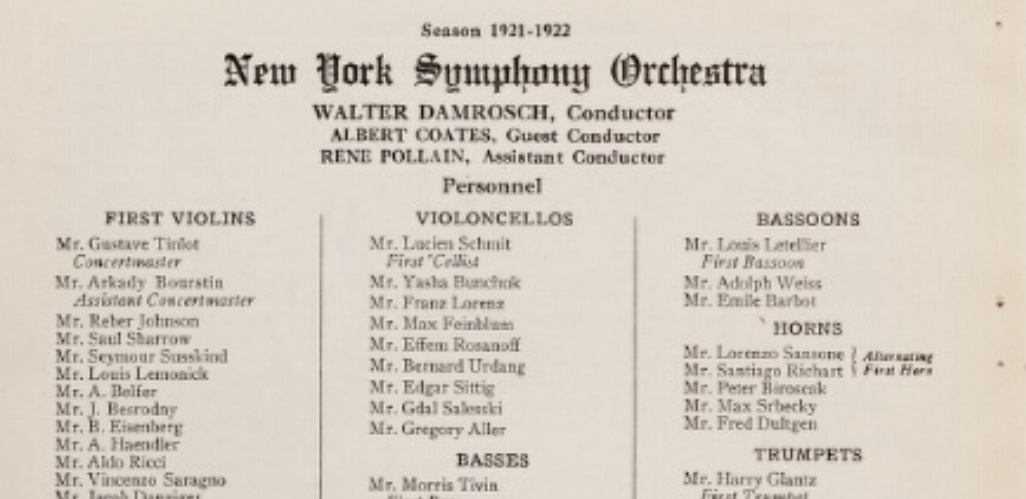 Season 1921-1922
New York Symphony Orchestra
WALTER DAMROSCH, Conductor
ALBERT COATES, Guest Conductor
RENE POLLAIN, Assistant Conductor
Personnel
FIRST VIOLINS
Mr. Gustave Tinlot
Concertmaster
Mr. Arkady Bourstin
Assistant Concertmaster
Mr. Reber Johnson
Mr. Saul Sharrow
Mr. Seymour Susskind
Mr. Louis Lemonick
Mr. A. Belfer
Mr. J. Besrodny
Mr. B. Eisenberg
Mr. A. Haendler
Mr. Aldo Ricci
Mr. Vincenzo Saragno
Mr. Jacob Danziger
VIOLONCELLOS
Mr. Lucien Schmit
First 'Cellist
Mr. Yasha Bunchuk
Mr. Franz Lorenz
Mr. Max Feinblum
Mr. Effem Rosanoff
Mr. Bernard Urdang
Mr. Edgar Sittig
Mr. Gdal Salesski
Mr. Gregory Aller
BASSES
Mr. Morris Tivin
BASSOONS
Mr. Louis Letellier
First Bassoon
Mr. Adolph Weiss
Mr. Emile Barbot
HORNS
Mr. Lorenzo Sansone } Alternating
Mr. Santiago Richart } First Horn
Mr. Peter Biroscak
Mr. Max Srbecky
Mr. Fred Dultgen
TRUMPETS
Mr. Harry Glantz
First Trumpet